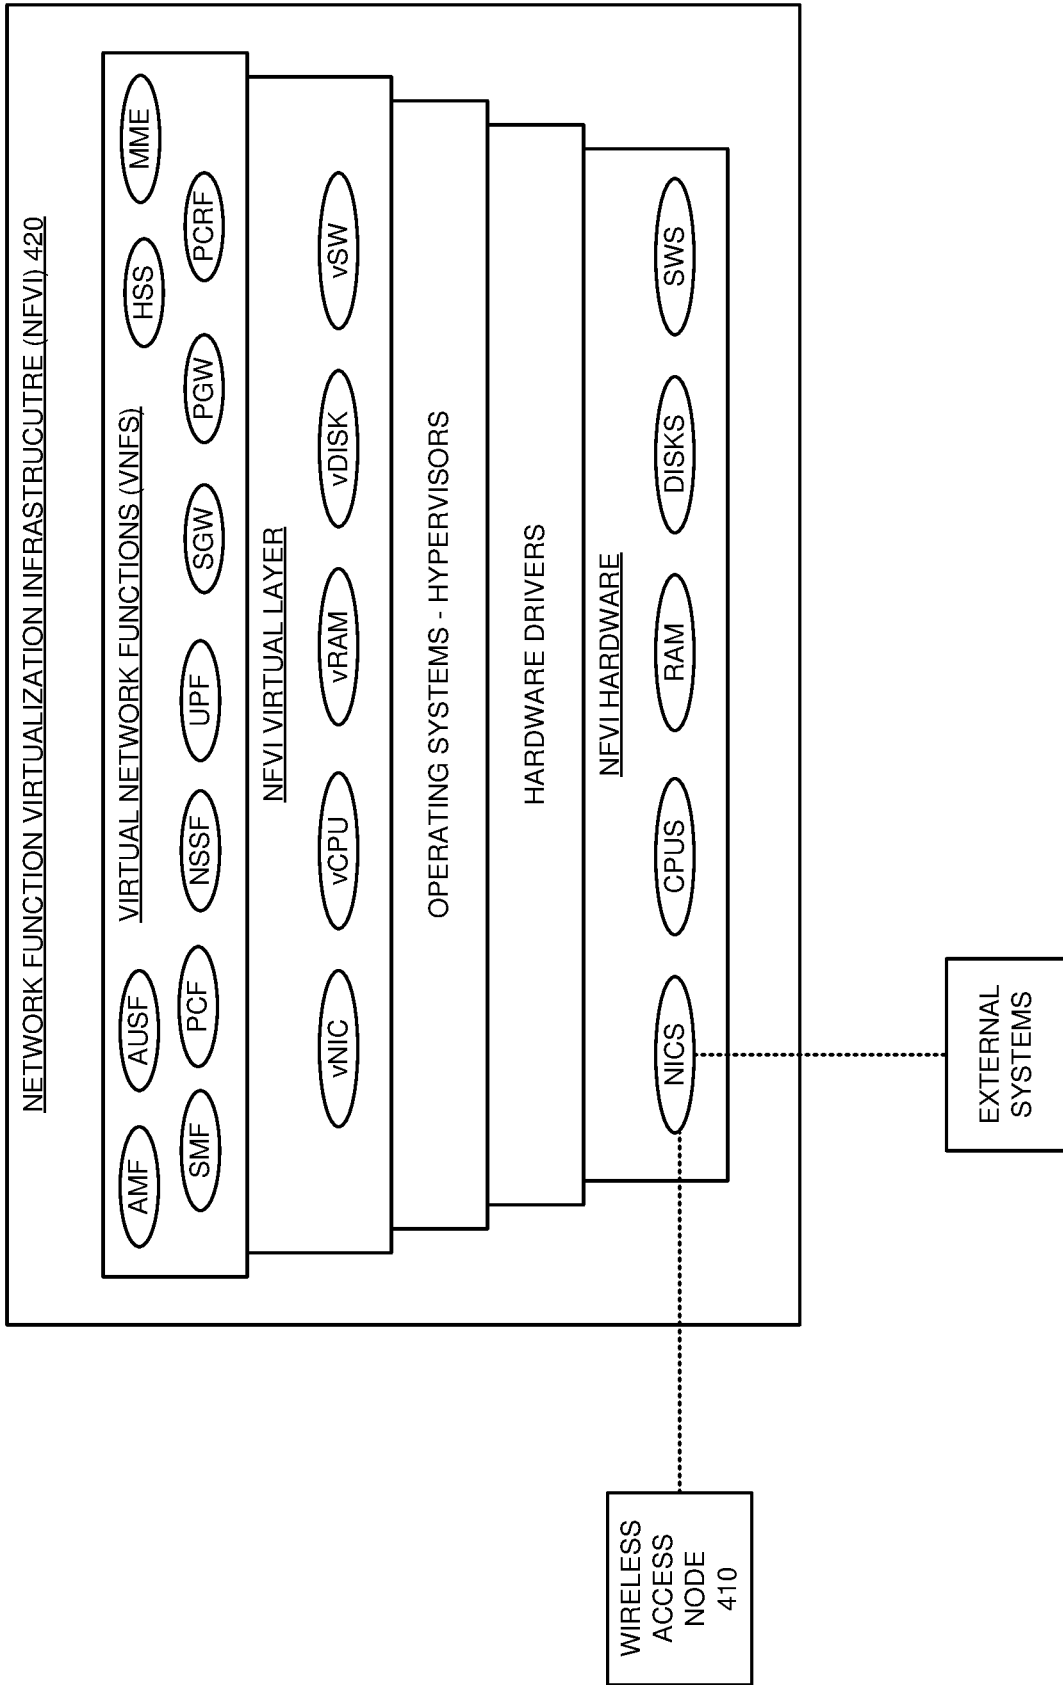 NETWORK FUNCTION VIRTUALIZATION INFRASTRUCUTRE (NFVI) 420
VIRTUAL NETWORK FUNCTIONS (VNFS)
AMF
AUSF
HSS
MME
SMF
PCF
NSSF
UPF
SGW
PGW
PCRF
NFVI VIRTUAL LAYER
vNIC
vCPU
vRAM
vDISK
vSW
OPERATING SYSTEMS - HYPERVISORS
HARDWARE DRIVERS
NFVI HARDWARE
NICS
CPUS
RAM
DISKS
SWS
WIRELESS
ACCESS
NODE
410
EXTERNAL
SYSTEMS